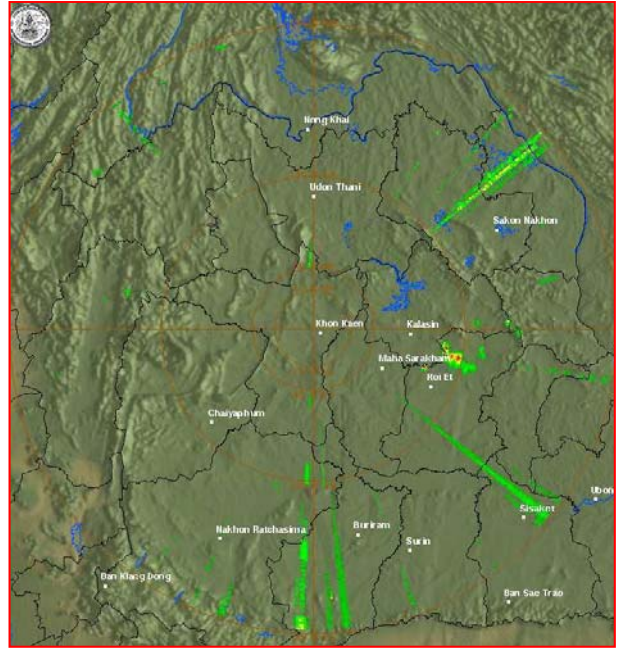 Nong Khai
Udon Thani
Sakon Nakhon
Khon Kaen
Kalasin
Maha Sarakham
Roi Et
Chaiyaphum
Ubon
Sisaket
Nakhon Ratchasima
Buriram
Surin
Ban Klang Dong
Ban Sae Trao